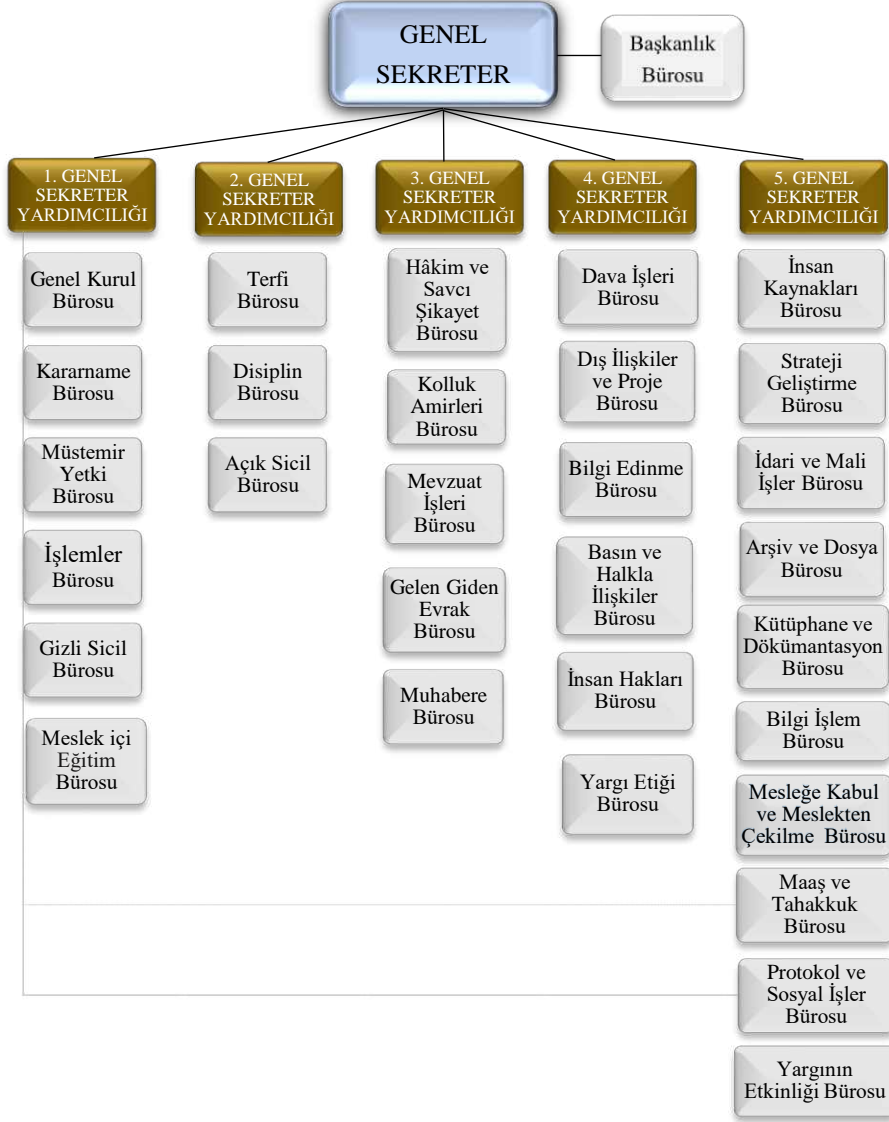 GENEL
SEKRETER
Başkanlık
Bürosu
1. GENEL
SEKRETER
YARDIMCILIĞI
2. GENEL
SEKRETER
YARDIMCILIĞI
3. GENEL
SEKRETER
YARDIMCILIĞI
4. GENEL
SEKRETER
YARDIMCILIĞI
5. GENEL
SEKRETER
YARDIMCILIĞI
Genel Kurul
Bürosu
Kararname
Bürosu
Müstemir
Yetki
Bürosu
İşlemler
Bürosu
Gizli Sicil
Bürosu
Meslek içi
Eğitim
Bürosu
Terfi
Bürosu
Disiplin
Bürosu
Açık Sicil
Bürosu
Hâkim ve
Savcı
Şikayet
Bürosu
Kolluk
Amirleri
Bürosu
Mevzuat
İşleri
Bürosu
Gelen Giden
Evrak
Bürosu
Muhabere
Bürosu
Dava İşleri
Bürosu
Dış İlişkiler
ve Proje
Bürosu
Bilgi Edinme
Bürosu
Basın ve
Halkla
İlişkiler
Bürosu
İnsan Hakları
Bürosu
Yargı Etiği
Bürosu
İnsan
Kaynakları
Bürosu
Strateji
Geliştirme
Bürosu
İdari ve Mali
İşler Bürosu
Arşiv ve Dosya
Bürosu
Kütüphane ve
Dökümantasyon
Bürosu
Bilgi İşlem
Bürosu
Mesleğe Kabul
ve Meslekten
Çekilme Bürosu
Maaş ve
Tahakkuk
Bürosu
Protokol ve
Sosyal İşler
Bürosu
Yargının
Etkinliği Bürosu